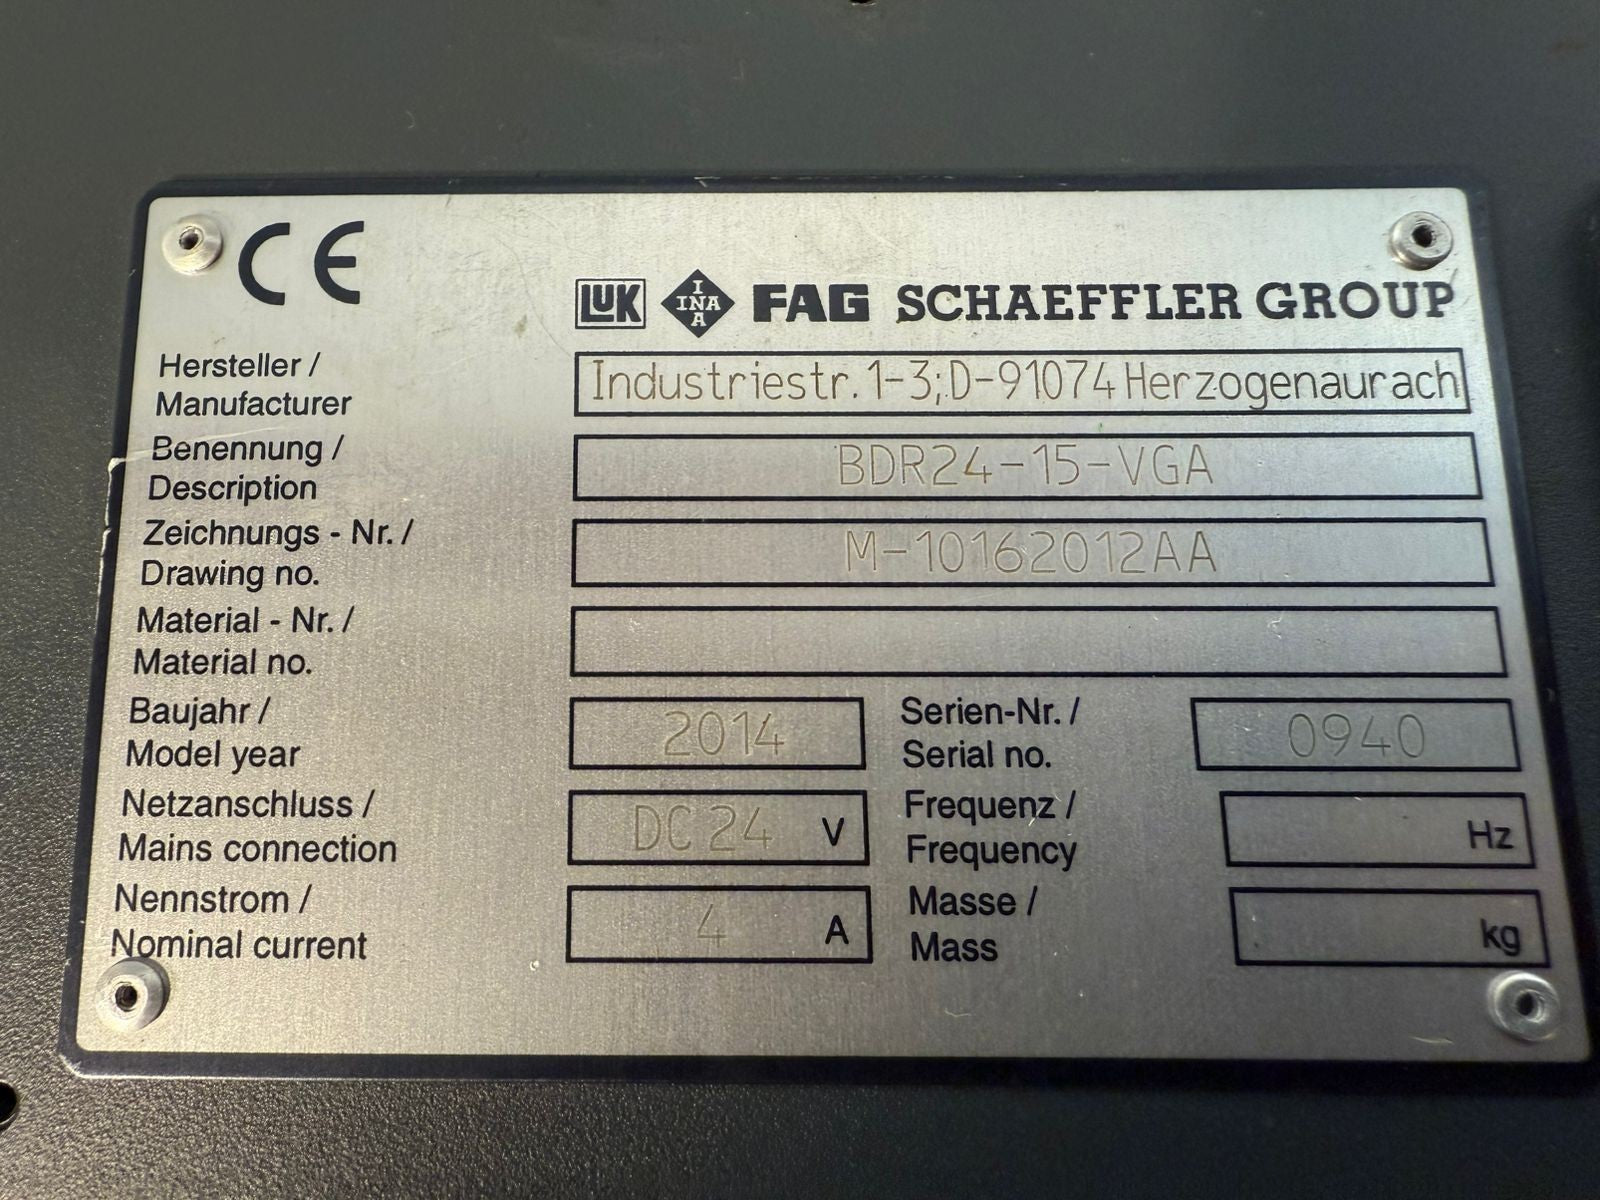 CE
LUK INA FAG SCHAEFFLER GROUP
Hersteller /
Manufacturer
Industriestr. 1-3; D-91074 Herzogenaurach
Benennung /
Description
BDR24-15-VGA
Zeichnungs - Nr. /
Drawing no.
M-10162012AA
Material - Nr. /
Material no.
Baujahr /
Model year
2014
Serien-Nr. /
Serial no.
0940
Netzanschluss /
Mains connection
DC 24 V
Frequenz /
Frequency
Hz
Nennstrom /
Nominal current
4 A
Masse /
Mass
kg